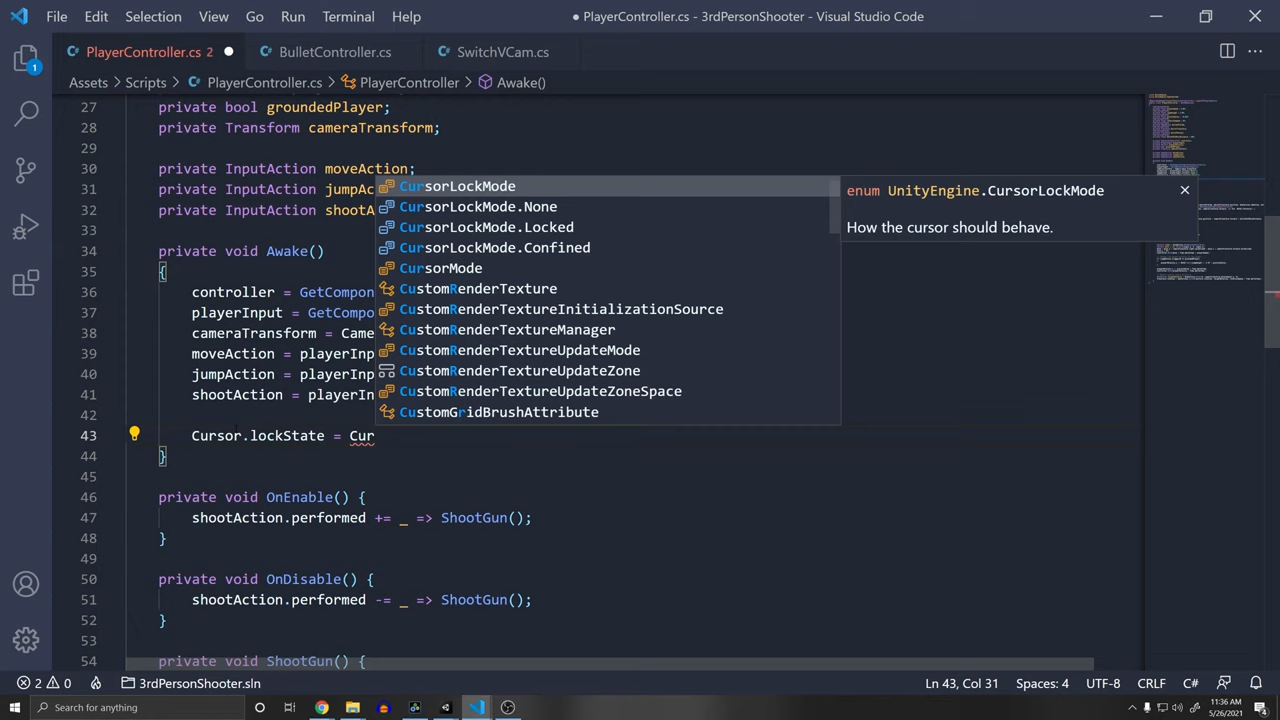 File Edit Selection View Go Run Terminal Help
● PlayerController.cs - 3rdPersonShooter - Visual Studio Code
PlayerController.cs 2
BulletController.cs
SwitchVCam.cs
Assets > Scripts > PlayerController.cs > PlayerController > Awake()
27 private bool groundedPlayer;
28 private Transform cameraTransform;
29
30 private InputAction moveAction;
31 private InputAction jumpAc
32 private InputAction shootA
33
34 private void Awake()
35 {
36 controller = GetCompon
37 playerInput = GetCompo
38 cameraTransform = Came
39 moveAction = playerInp
40 jumpAction = playerInp
41 shootAction = playerIn
42
43 Cursor.lockState = Cur
44 }
45
46 private void OnEnable() {
47 shootAction.performed += _ => ShootGun();
48 }
49
50 private void OnDisable() {
51 shootAction.performed -= _ => ShootGun();
52 }
53
54 private void ShootGun() {
CursorLockMode
CursorLockMode.None
CursorLockMode.Locked
CursorLockMode.Confined
CursorMode
CustomRenderTexture
CustomRenderTextureInitializationSource
CustomRenderTextureManager
CustomRenderTextureUpdateMode
CustomRenderTextureUpdateZone
CustomRenderTextureUpdateZoneSpace
CustomGridBrushAttribute
enum UnityEngine.CursorLockMode
How the cursor should behave.
1
2 0 3rdPersonShooter.sln Ln 43, Col 31 Spaces: 4 UTF-8 CRLF C#
Search for anything
11:36 AM
5/26/2021
4